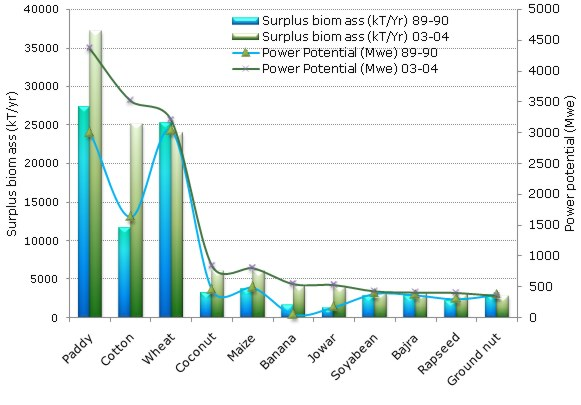 Surplus biom ass (kT/Yr) 89-90
Surplus biom ass (kT/Yr) 03-04
Power Potential (Mwe) 89-90
Power Potential (Mwe) 03-04
Surplus biom ass (kT/yr)
40000
35000
30000
25000
20000
15000
10000
5000
0
5000
4500
4000
3500
3000
2500
2000
1500
1000
500
0
Power potential (Mwe)
Paddy
Cotton
Wheat
Coconut
Maize
Banana
Jowar
Soyabean
Bajra
Rapseed
Ground nut